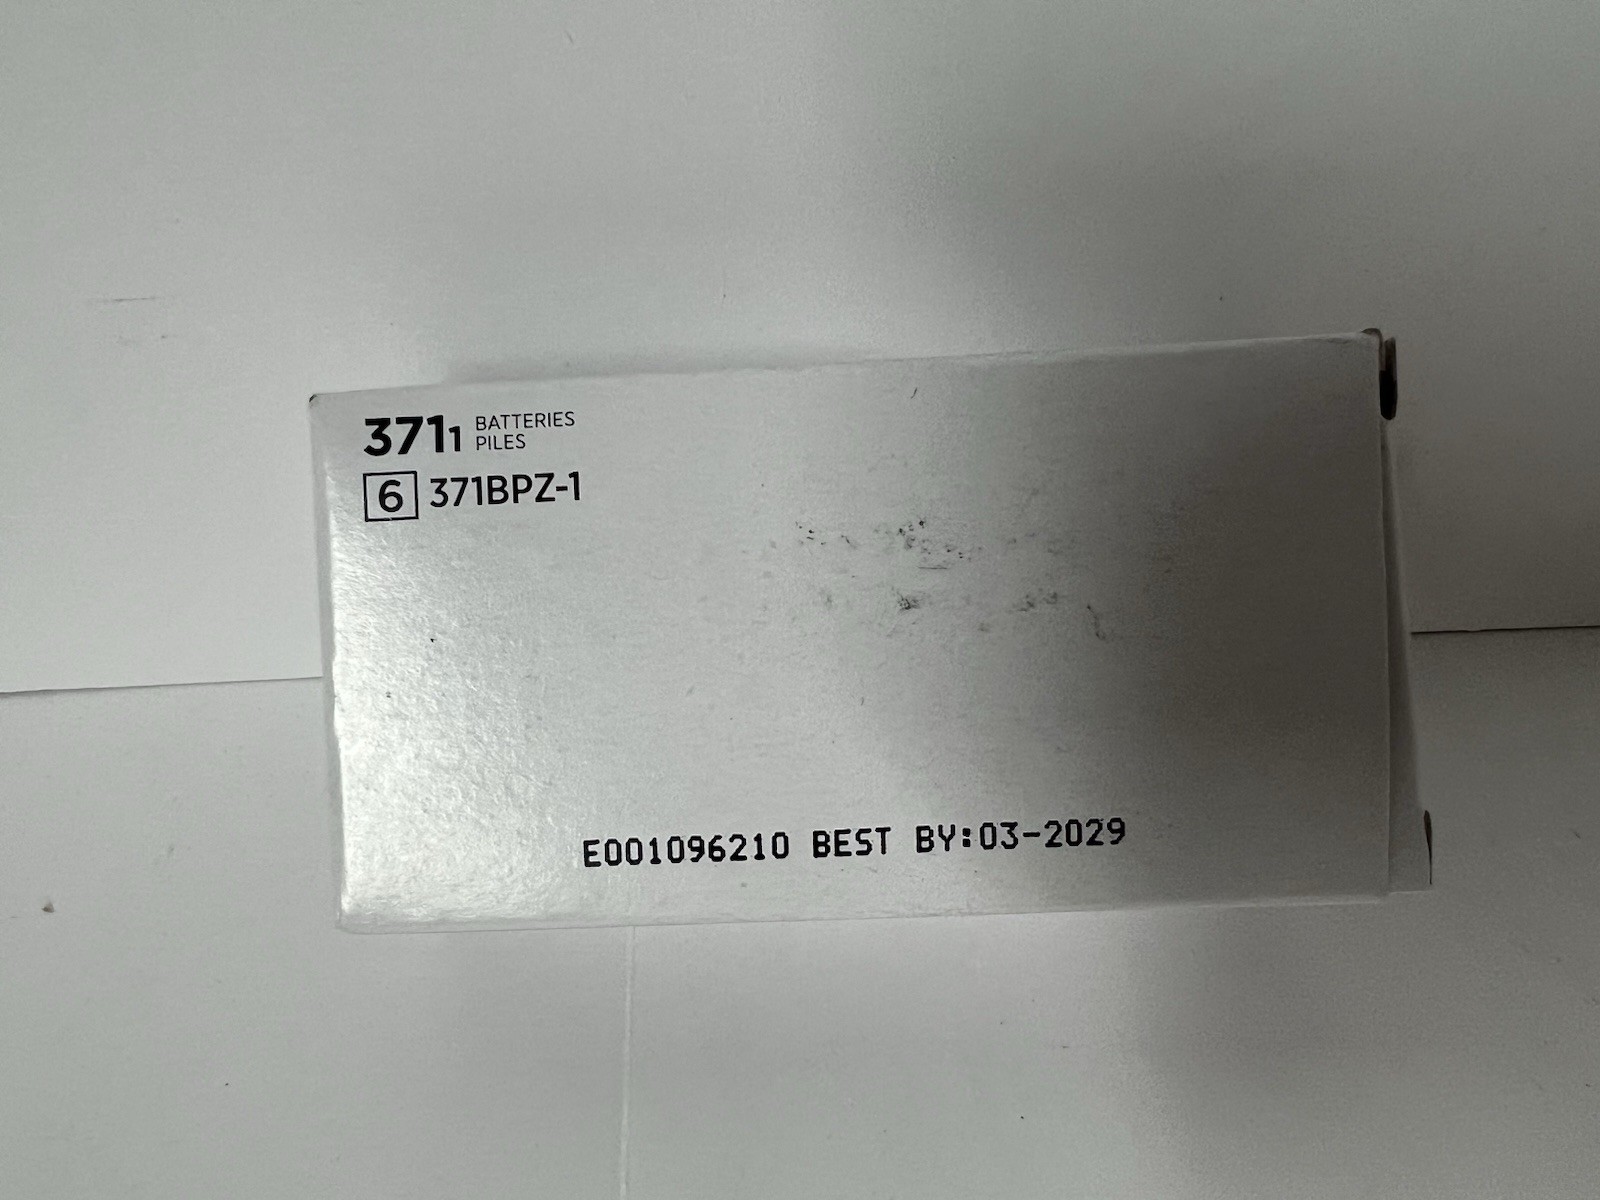 371₁ BATTERIES
PILES
6 371BPZ-1
E001096210 BEST BY:03-2029